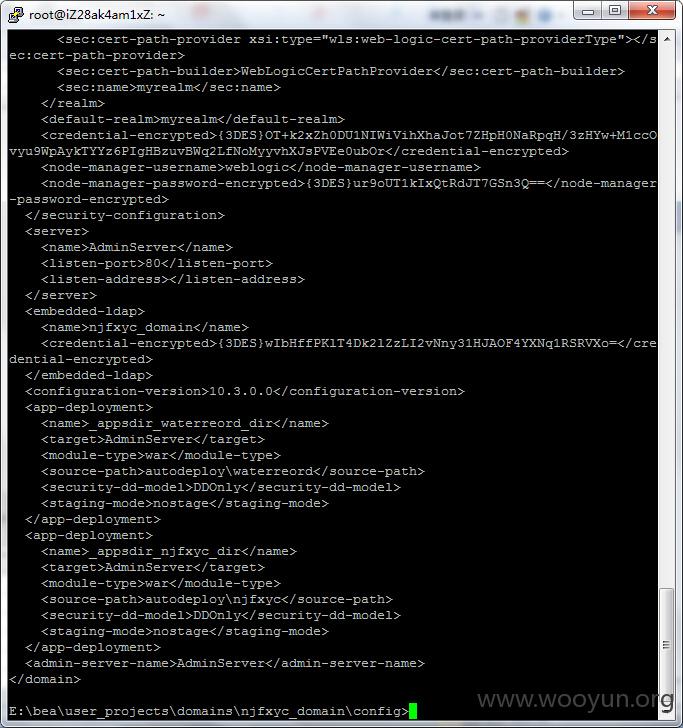 root@iZ28ak4am1xZ: ~
<sec:cert-path-provider xsi:type="wls:web-logic-cert-path-providerType"></s
ec:cert-path-provider>
<sec:cert-path-builder>WebLogicCertPathProvider</sec:cert-path-builder>
<sec:name>myrealm</sec:name>
</realm>
<default-realm>myrealm</default-realm>
<credential-encrypted>{3DES}OT+k2xZh0DU1NIWiVihXhaJot7ZHpH0NaRpqH/3zHYw+M1ccO
vyu9WpAykTYYz6PIgHBzuvBWq2LfNoMyyvhXJsPVEe0ubOr</credential-encrypted>
<node-manager-username>weblogic</node-manager-username>
<node-manager-password-encrypted>{3DES}ur9oUT1kIxQtRdJT7GSn3Q==</node-manager
-password-encrypted>
</security-configuration>
<server>
<name>AdminServer</name>
<listen-port>80</listen-port>
<listen-address></listen-address>
</server>
<embedded-ldap>
<name>njfxyc_domain</name>
<credential-encrypted>{3DES}wIbHffPKlT4Dk2lZzLI2vNny31HJAOF4YXNq1RSRVXo=</cre
dential-encrypted>
</embedded-ldap>
<configuration-version>10.3.0.0</configuration-version>
<app-deployment>
<name>_appsdir_waterreord_dir</name>
<target>AdminServer</target>
<module-type>war</module-type>
<source-path>autodeploy\waterreord</source-path>
<security-dd-model>DDOnly</security-dd-model>
<staging-mode>nostage</staging-mode>
</app-deployment>
<app-deployment>
<name>_appsdir_njfxyc_dir</name>
<target>AdminServer</target>
<module-type>war</module-type>
<source-path>autodeploy\njfxyc</source-path>
<security-dd-model>DDOnly</security-dd-model>
<staging-mode>nostage</staging-mode>
</app-deployment>
<admin-server-name>AdminServer</admin-server-name>
</domain>
E:\bea\user_projects\domains\njfxyc_domain\config>
www.wooyun.org